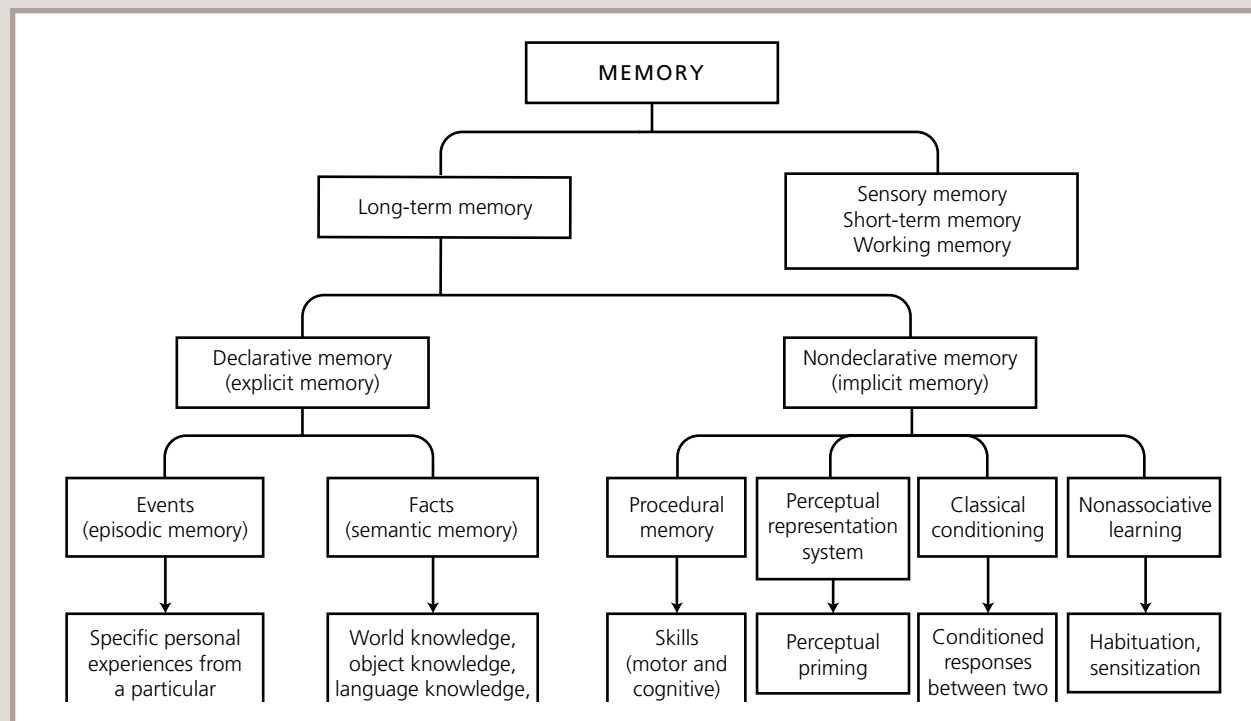 MEMORY
Long-term memory
Sensory memory
Short-term memory
Working memory
Declarative memory
(explicit memory)
Nondeclarative memory
(implicit memory)
Events
(episodic memory)
Facts
(semantic memory)
Procedural
memory
Perceptual
representation
system
Classical
conditioning
Nonassociative
learning
Specific personal
experiences from
a particular
World knowledge,
object knowledge,
language knowledge,
Skills
(motor and
cognitive)
Perceptual
priming
Conditioned
responses
between two
Habituation,
sensitization